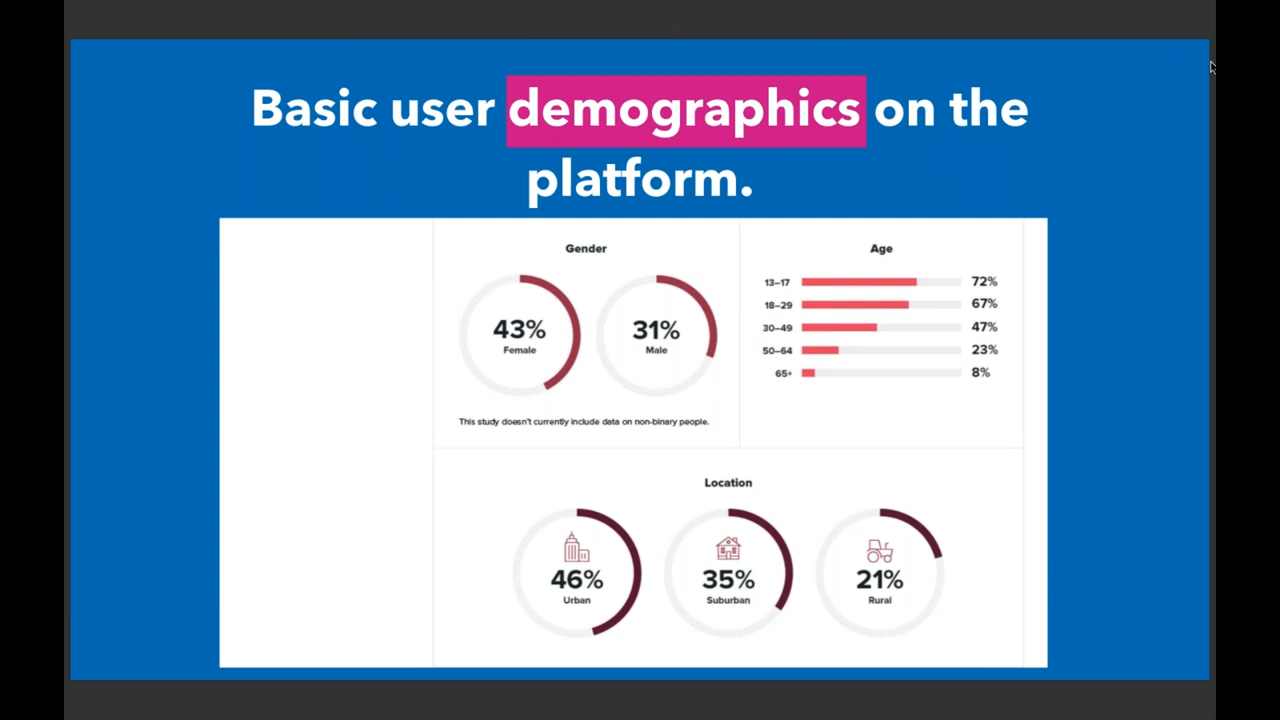 Basic user demographics on the
platform.
Gender
43%
Female
31%
Male
This study doesn't currently include data on non-binary people.
Age
13–17 72%
18–29 67%
30–49 47%
50–64 23%
65+ 8%
Location
46%
Urban
35%
Suburban
21%
Rural